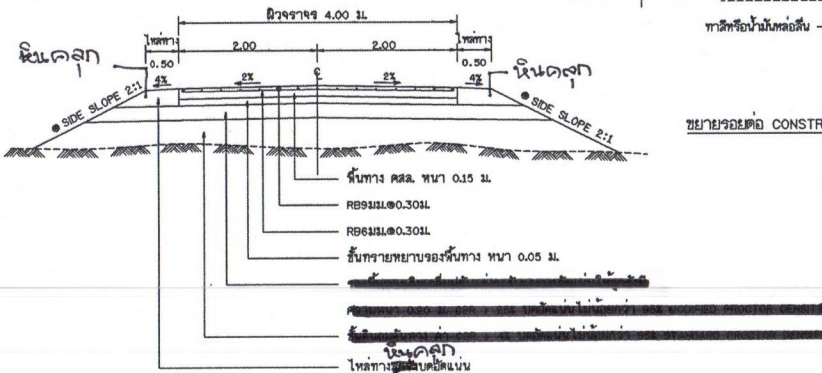 ผิวจราจร 4.00 ม.
ไหล่ทาง 2.00 2.00 ไหล่ทาง
ทาสีหรือน้ำมันหล่อลื่น -
หินคลุก 0.50 0.50 หินคลุก
4% 2% ℄ 2% 4%
SIDE SLOPE 2:1 SIDE SLOPE 2:1
ขยายรอยต่อ CONSTR
พื้นทาง คสล. หนา 0.15 ม.
RB9มม.@0.30ม.
RB6มม.@0.30ม.
ชั้นทรายหยาบรองพื้นทาง หนา 0.05 ม.
หินคลุก
ไหล่ทาง บดอัดแน่น